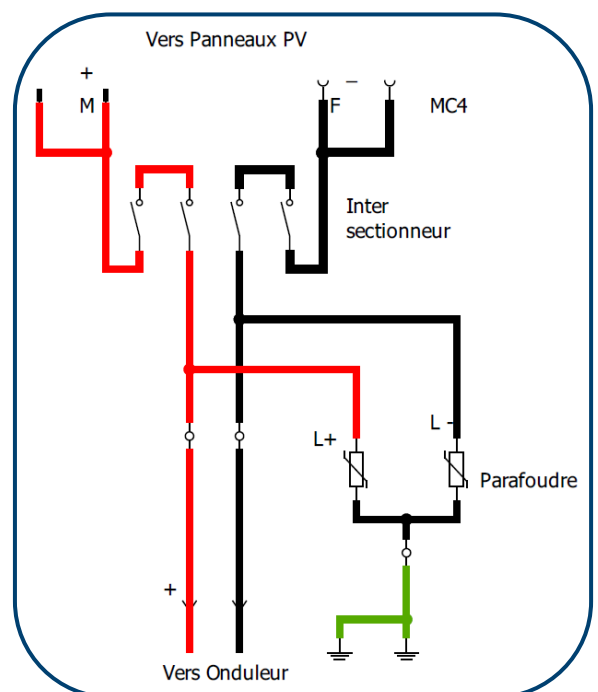 Vers Panneaux PV
+ −
M F MC4
Inter
sectionneur
L+ L -
Parafoudre
+
Vers Onduleur